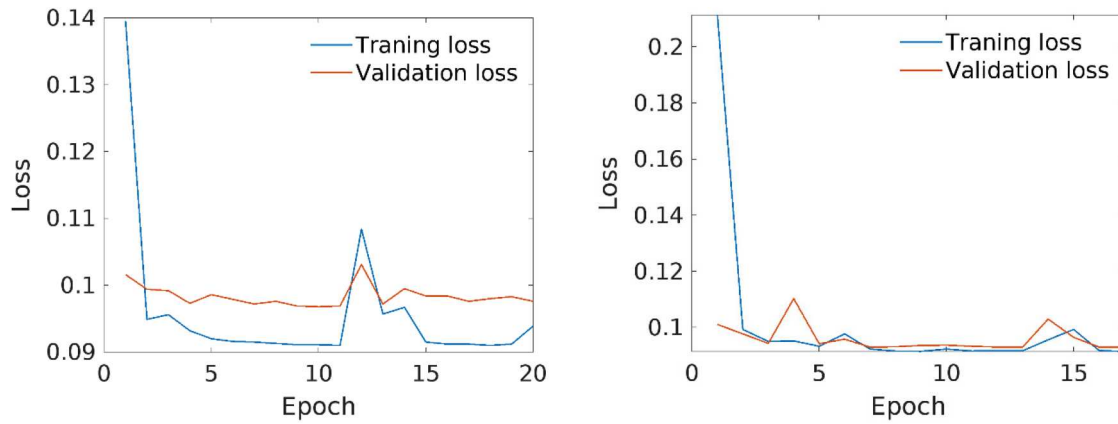 0.14
0.13
0.12
0.11
0.1
0.09
Loss
Traning loss
Validation loss
0 5 10 15 20
Epoch
0.2
0.18
0.16
0.14
0.12
0.1
Loss
Traning loss
Validation loss
0 5 10 15
Epoch